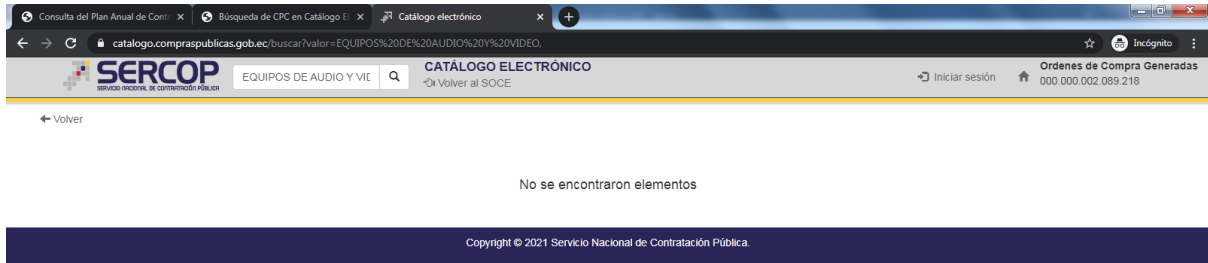 Consulta del Plan Anual de Contr
Búsqueda de CPC en Catálogo El
Catálogo electrónico
catalogo.compraspublicas.gob.ec/buscar?valor=EQUIPOS%20DE%20AUDIO%20Y%20VIDEO,
Incógnito
SERCOP
SERVICIO NACIONAL DE CONTRATACIÓN PÚBLICA
EQUIPOS DE AUDIO Y VIE
CATÁLOGO ELECTRÓNICO
Volver al SOCE
Iniciar sesión
Ordenes de Compra Generadas
000.000.002.089.218
Volver
No se encontraron elementos
Copyright © 2021 Servicio Nacional de Contratación Pública.